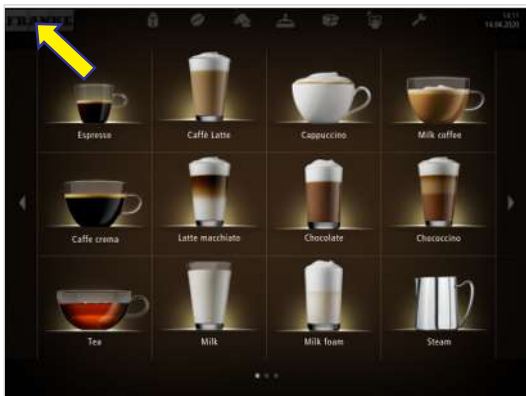 FRANKE
14:11
14.04.2020
Espresso
Caffè Latte
Cappuccino
Milk coffee
Caffe crema
Latte macchiato
Chocolate
Chococcino
Tea
Milk
Milk foam
Steam